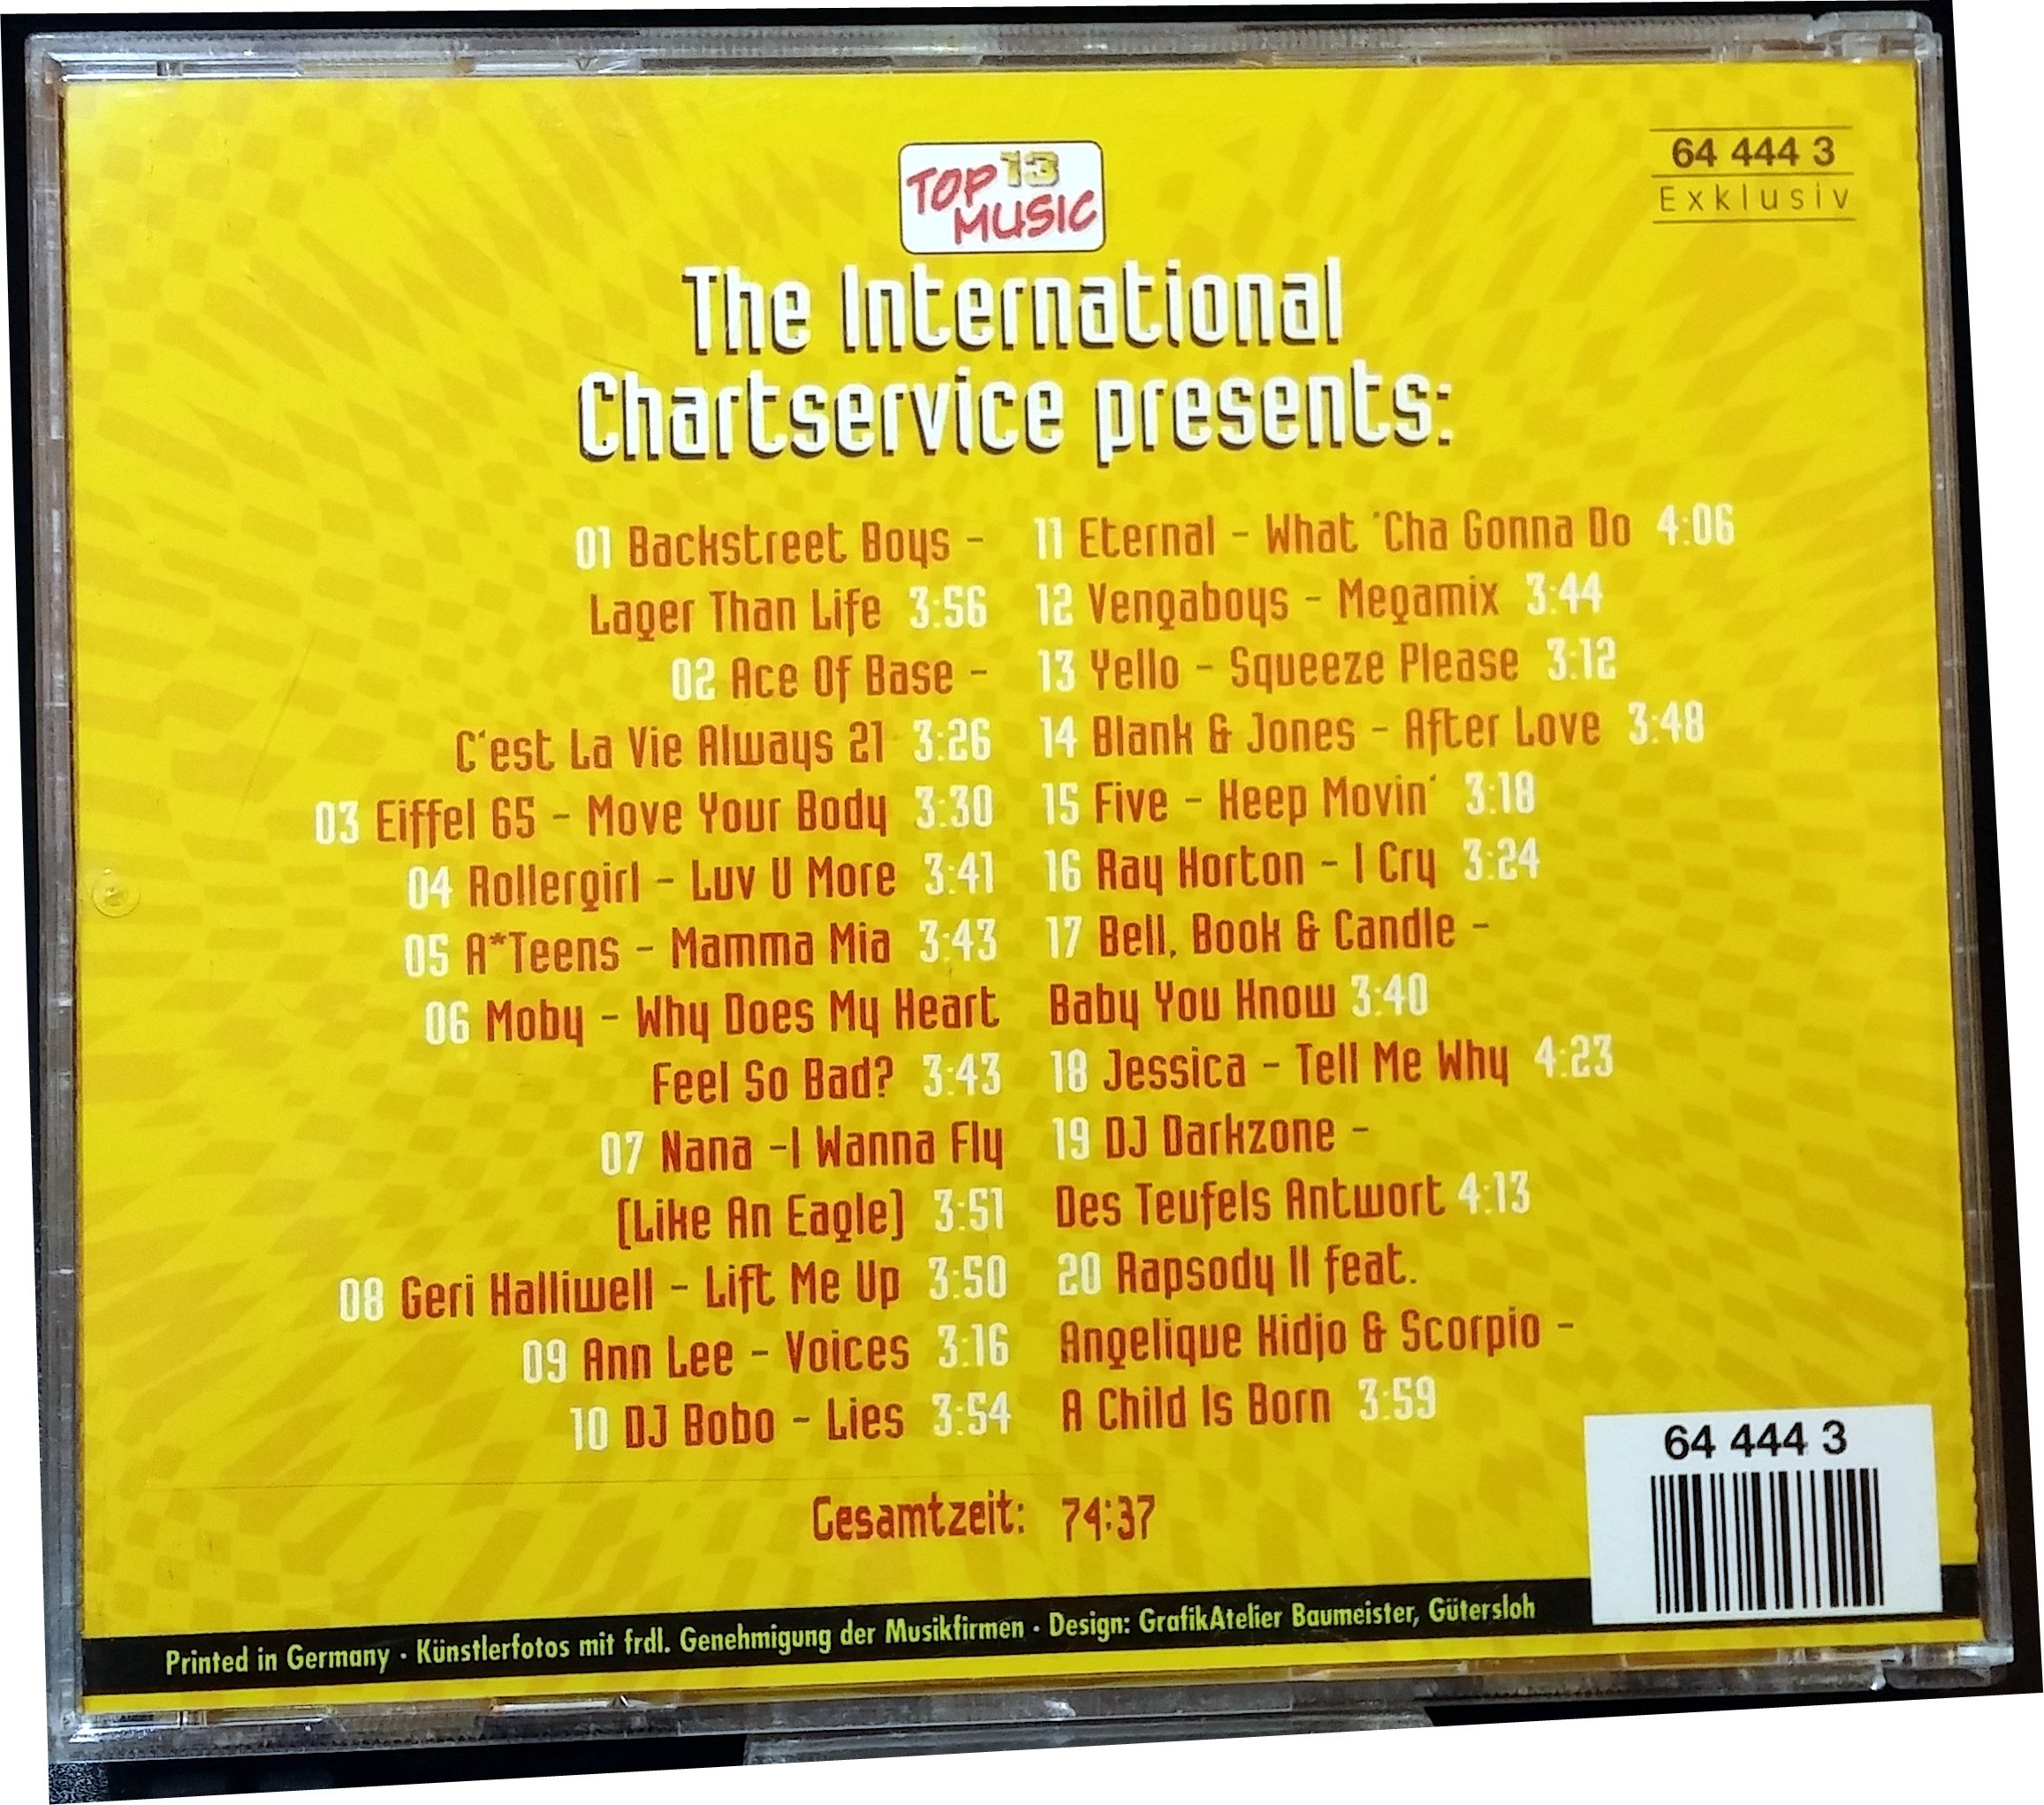 TOP 13
MUSIC
64 444 3
Exklusiv
The International
Chartservice presents:
01 Backstreet Boys -
Lager Than Life 3:56
02 Ace Of Base -
C'est La Vie Always 21 3:26
03 Eiffel 65 - Move Your Body 3:30
04 Rollergirl - Luv U More 3:41
05 A*Teens - Mamma Mia 3:43
06 Moby - Why Does My Heart
Feel So Bad? 3:43
07 Nana -I Wanna Fly
(Like An Eagle) 3:51
08 Geri Halliwell - Lift Me Up 3:50
09 Ann Lee - Voices 3:16
10 DJ Bobo - Lies 3:54
11 Eternal - What 'Cha Gonna Do 4:06
12 Vengaboys - Megamix 3:44
13 Yello - Squeeze Please 3:12
14 Blank & Jones - After Love 3:48
15 Five - Keep Movin' 3:18
16 Ray Horton - I Cry 3:24
17 Bell, Book & Candle -
Baby You Know 3:40
18 Jessica - Tell Me Why 4:23
19 DJ Darkzone -
Des Teufels Antwort 4:13
20 Rapsody II feat.
Angelique Kidjo & Scorpio -
A Child Is Born 3:59
Gesamtzeit: 74:37
64 444 3
Printed in Germany · Künstlerfotos mit frdl. Genehmigung der Musikfirmen · Design: GrafikAtelier Baumeister, Gütersloh